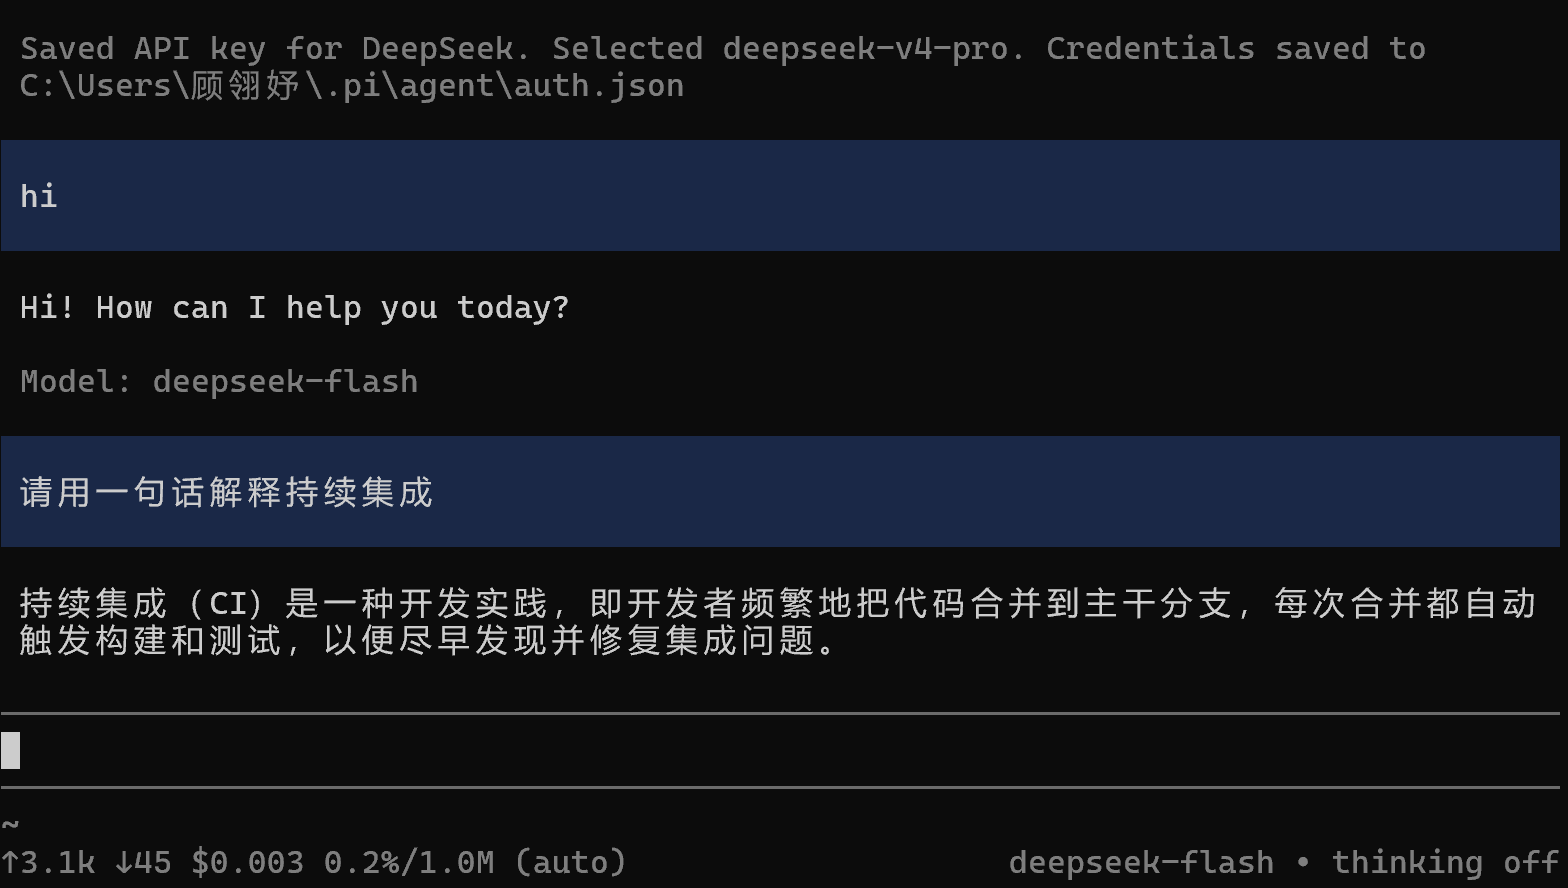 Saved API key for DeepSeek. Selected deepseek-v4-pro. Credentials saved to
C:\Users\顾翎妤\.pi\agent\auth.json
hi
Hi! How can I help you today?
Model: deepseek-flash
请用一句话解释持续集成
持续集成（CI）是一种开发实践，即开发者频繁地把代码合并到主干分支，每次合并都自动
触发构建和测试，以便尽早发现并修复集成问题。
~
↑3.1k ↓45 $0.003 0.2%/1.0M (auto) deepseek-flash • thinking off